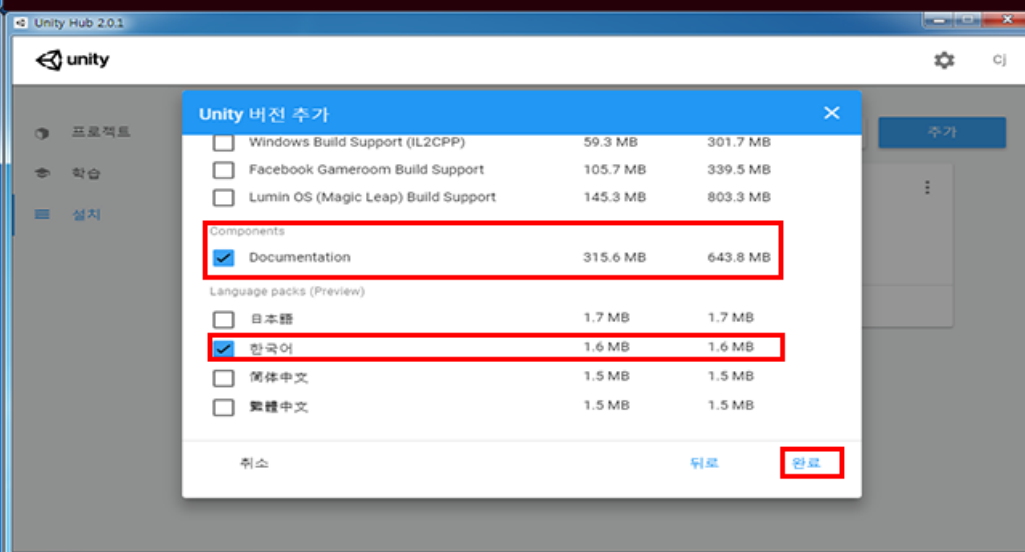 Unity Hub 2.0.1
unity
Cj
Unity 버전 추가
프로젝트
학습
설치
추가
Windows Build Support (IL2CPP) 59.3 MB 301.7 MB
Facebook Gameroom Build Support 105.7 MB 339.5 MB
Lumin OS (Magic Leap) Build Support 145.3 MB 803.3 MB
Components
Documentation 315.6 MB 643.8 MB
Language packs (Preview)
日本語 1.7 MB 1.7 MB
한국어 1.6 MB 1.6 MB
简体中文 1.5 MB 1.5 MB
繁體中文 1.5 MB 1.5 MB
취소 뒤로 완료